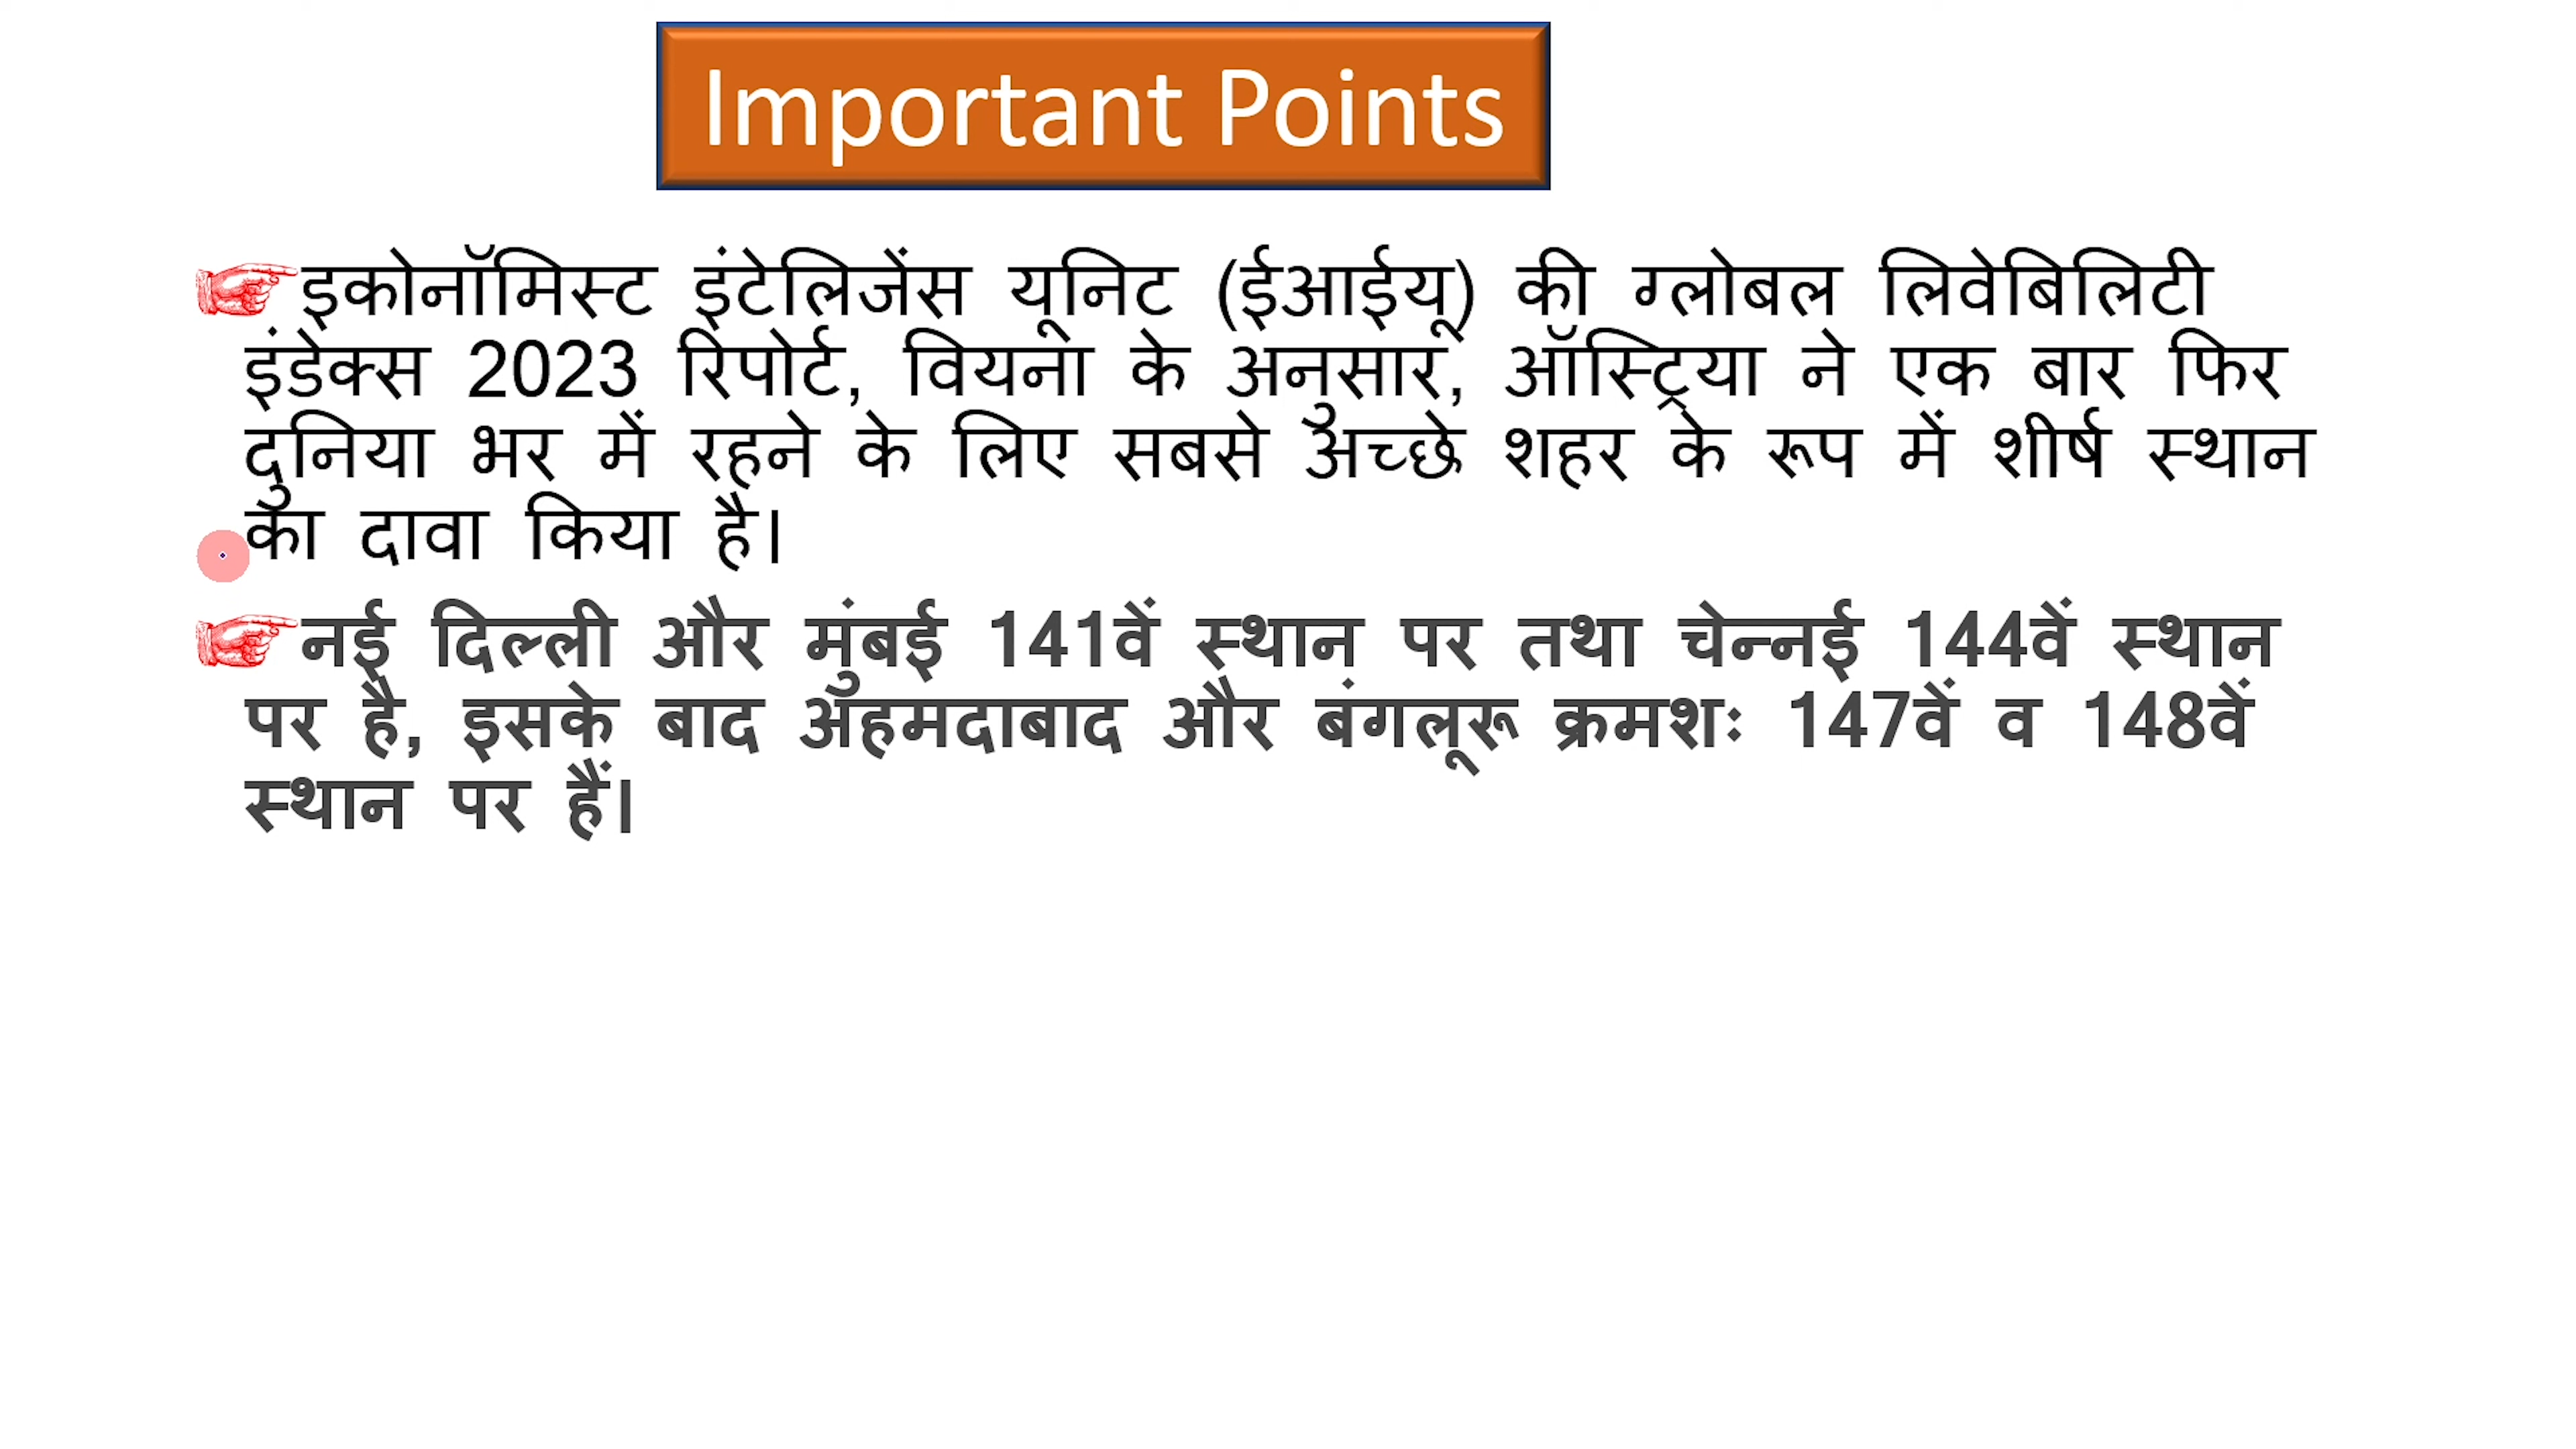 Important Points
इकोनॉमिस्ट इंटेलिजेंस यूनिट (ईआईयू) की ग्लोबल लिवेबिलिटी
इंडेक्स 2023 रिपोर्ट, वियना के अनुसार, ऑस्ट्रिया ने एक बार फिर
दुनिया भर में रहने के लिए सबसे अच्छे शहर के रूप में शीर्ष स्थान
का दावा किया है।
नई दिल्ली और मुंबई 141वें स्थान पर तथा चेन्नई 144वें स्थान
पर है, इसके बाद अहमदाबाद और बंगलूरू क्रमशः 147वें व 148वें
स्थान पर हैं।